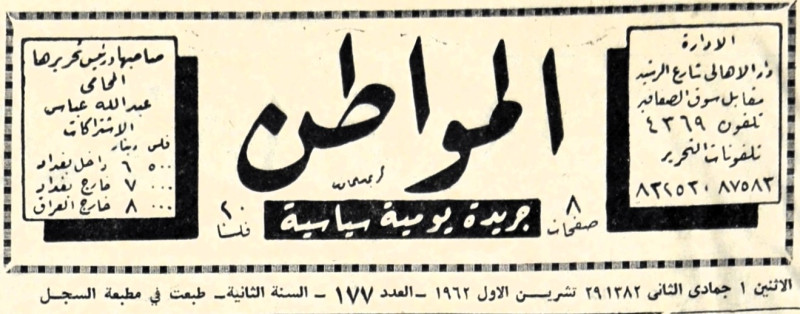 الادارة
دار الاهالي شارع الرشيد
مقابل سوق الصفافير
تلفون ٤٣٦٩
تلفونات التحرير
٨٧٥٨٣ ٨٢٢٥٣٠
المواطن
٨ صفحات
جريدة يومية سياسية
٢٠ فلسا
صاحبها ورئيس تحريرها
المحامي
عبدالله عباس
الاشتراكات
فلس دينار
٥٠٠ ٦ داخل بغداد
٠٠٠ ٧ خارج بغداد
٠٠٠ ٨ خارج العراق
الاثنين ١ جمادى الثانى ١٣٨٢ ٢٩ تشرين الاول ١٩٦٢ ـ العدد ١٧٧ ـ السنة الثانية ـ طبعت في مطبعة السجل